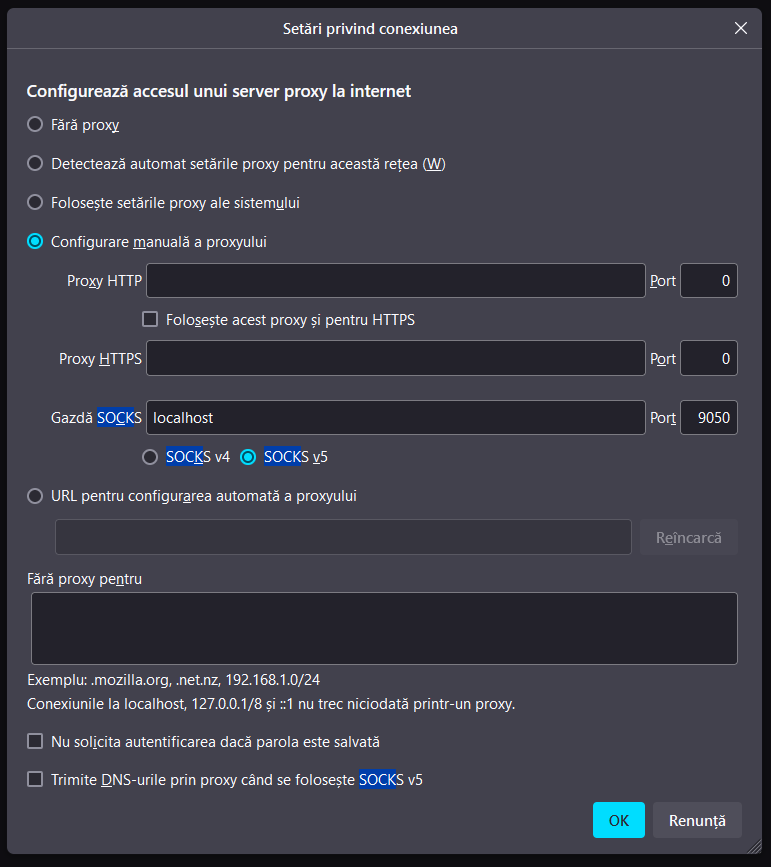 Setări privind conexiunea
Configurează accesul unui server proxy la internet
Fără proxy
Detectează automat setările proxy pentru această rețea (W)
Folosește setările proxy ale sistemului
Configurare manuală a proxyului
Proxy HTTP Port 0
Folosește acest proxy și pentru HTTPS
Proxy HTTPS Port 0
Gazdă SOCKS localhost Port 9050
SOCKS v4 SOCKS v5
URL pentru configurarea automată a proxyului
Reîncarcă
Fără proxy pentru
Exemplu: .mozilla.org, .net.nz, 192.168.1.0/24
Conexiunile la localhost, 127.0.0.1/8 și ::1 nu trec niciodată printr-un proxy.
Nu solicita autentificarea dacă parola este salvată
Trimite DNS-urile prin proxy când se folosește SOCKS v5
OK Renunță